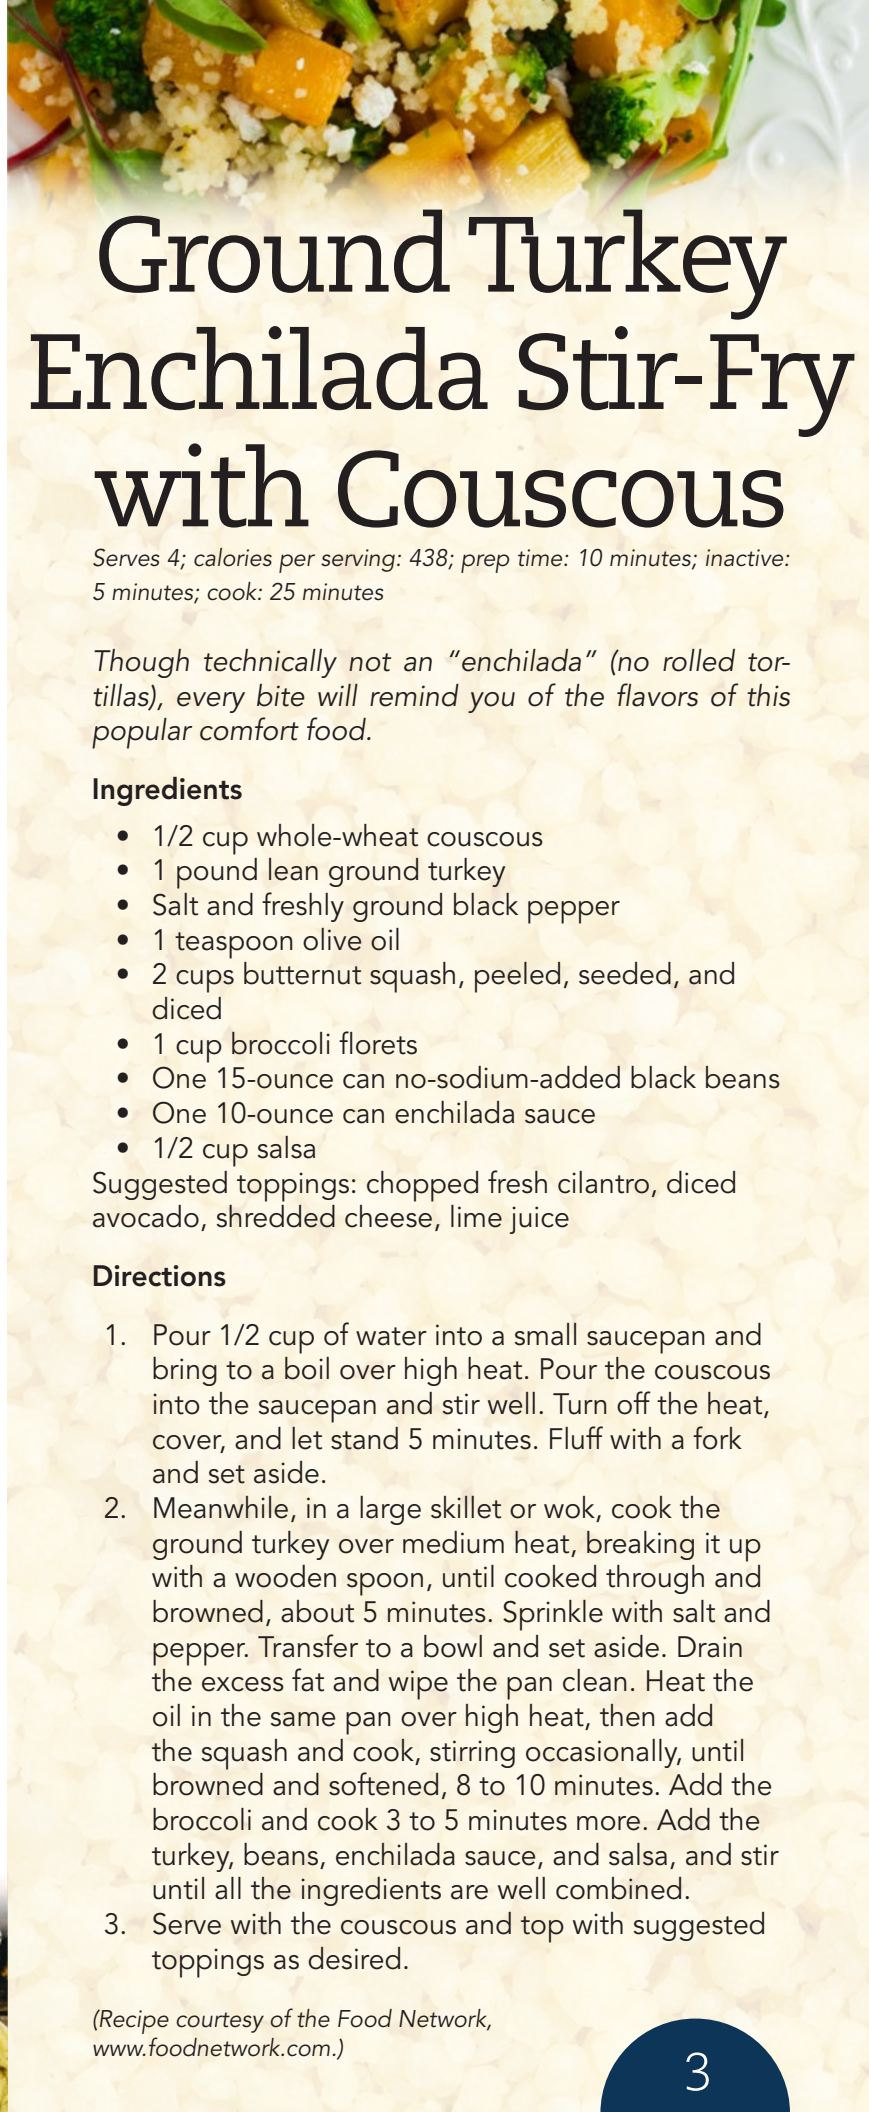 Ground Turkey
Enchilada Stir-Fry
with Couscous
Serves 4; calories per serving: 438; prep time: 10 minutes; inactive:
5 minutes; cook: 25 minutes
Though technically not an “enchilada” (no rolled tor-
tillas), every bite will remind you of the flavors of this
popular comfort food.
Ingredients
• 1/2 cup whole-wheat couscous
• 1 pound lean ground turkey
• Salt and freshly ground black pepper
• 1 teaspoon olive oil
• 2 cups butternut squash, peeled, seeded, and
diced
• 1 cup broccoli florets
• One 15-ounce can no-sodium-added black beans
• One 10-ounce can enchilada sauce
• 1/2 cup salsa
Suggested toppings: chopped fresh cilantro, diced
avocado, shredded cheese, lime juice
Directions
1. Pour 1/2 cup of water into a small saucepan and
bring to a boil over high heat. Pour the couscous
into the saucepan and stir well. Turn off the heat,
cover, and let stand 5 minutes. Fluff with a fork
and set aside.
2. Meanwhile, in a large skillet or wok, cook the
ground turkey over medium heat, breaking it up
with a wooden spoon, until cooked through and
browned, about 5 minutes. Sprinkle with salt and
pepper. Transfer to a bowl and set aside. Drain
the excess fat and wipe the pan clean. Heat the
oil in the same pan over high heat, then add
the squash and cook, stirring occasionally, until
browned and softened, 8 to 10 minutes. Add the
broccoli and cook 3 to 5 minutes more. Add the
turkey, beans, enchilada sauce, and salsa, and stir
until all the ingredients are well combined.
3. Serve with the couscous and top with suggested
toppings as desired.
(Recipe courtesy of the Food Network,
www.foodnetwork.com.)
3